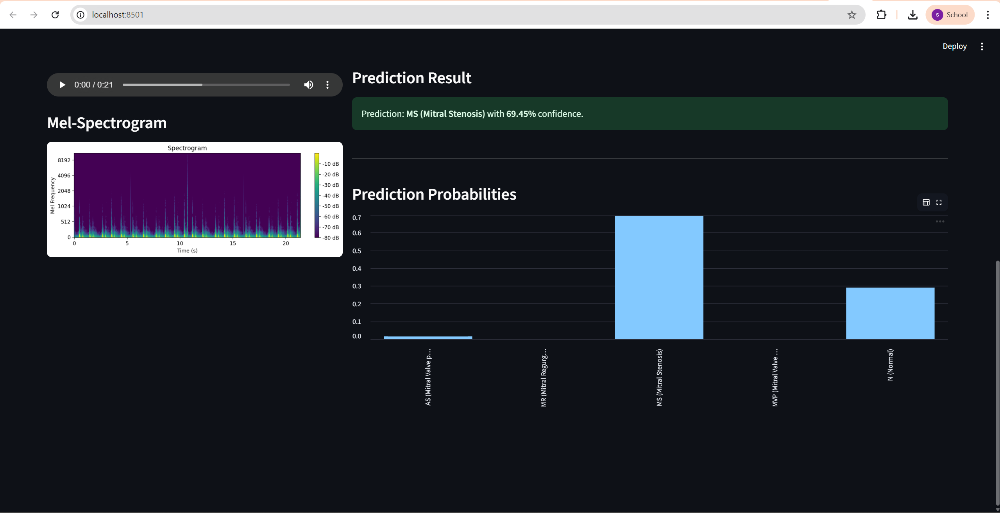 localhost:8501
S
School
Deploy
0:00 / 0:21
Mel-Spectrogram
Spectrogram
8192
4096
2048
1024
512
0
Mel Frequency
0
5
10
15
20
Time (s)
-10 dB
-20 dB
-30 dB
-40 dB
-50 dB
-60 dB
-70 dB
-80 dB
Prediction Result
Prediction: MS (Mitral Stenosis) with 69.45% confidence.
Prediction Probabilities
0.7
0.6
0.5
0.4
0.3
0.2
0.1
0.0
AS (Mitral Valve p…
MR (Mitral Regurg…
MS (Mitral Stenosis)
MVP (Mitral Valve …
N (Normal)